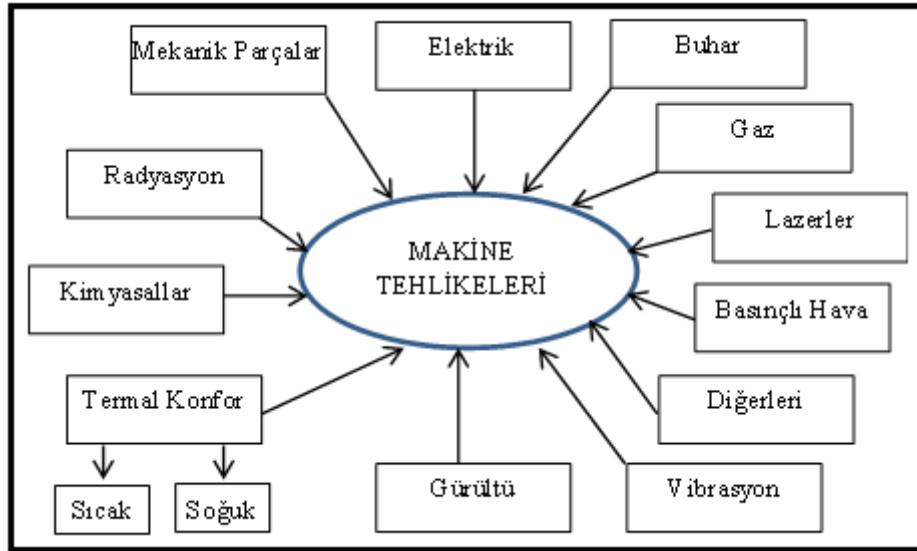 Mekanik Parçalar
Elektrik
Buhar
Gaz
Radyasyon
Lazerler
MAKİNE
TEHLİKELERİ
Kimyasallar
Basınçlı Hava
Termal Konfor
Diğerleri
Sıcak
Soğuk
Gürültü
Vibrasyon